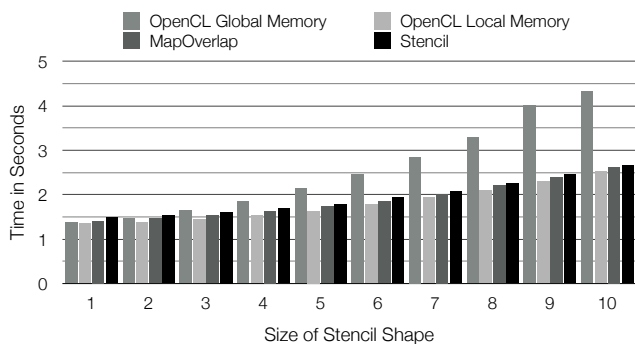 OpenCL Global Memory
OpenCL Local Memory
MapOverlap
Stencil
5
4
3
2
1
0
Time in Seconds
1 2 3 4 5 6 7 8 9 10
Size of Stencil Shape